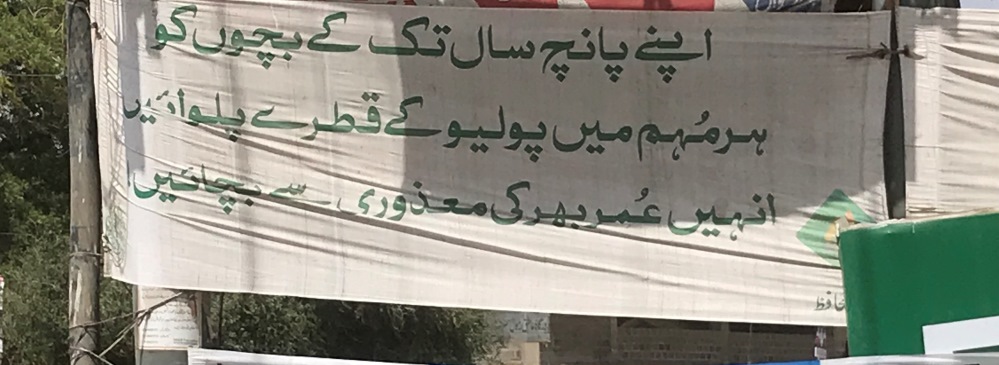 اپنے پانچ سال تک کے بچوں کو
ہر مُہم میں پولیو کے قطرے پلوائیں
انہیں عُمر بھر کی معذوری سے بچائیں
حافظ